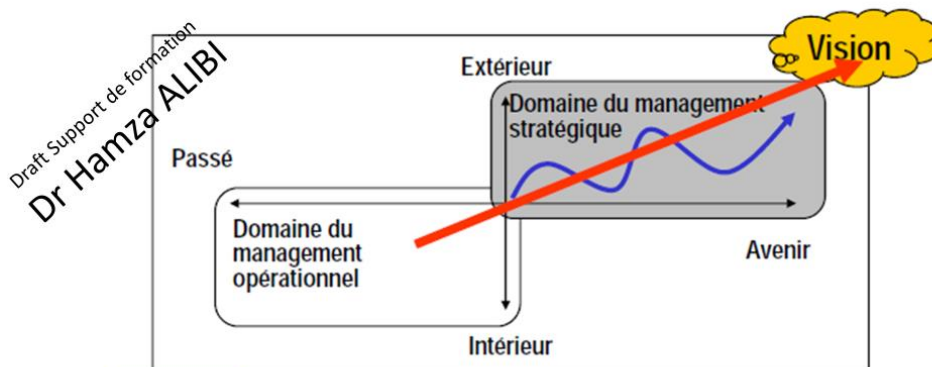 Draft Support de formation
Dr Hamza ALIBI
Vision
Extérieur
Domaine du management
stratégique
Passé
Domaine du
management
opérationnel
Avenir
Intérieur